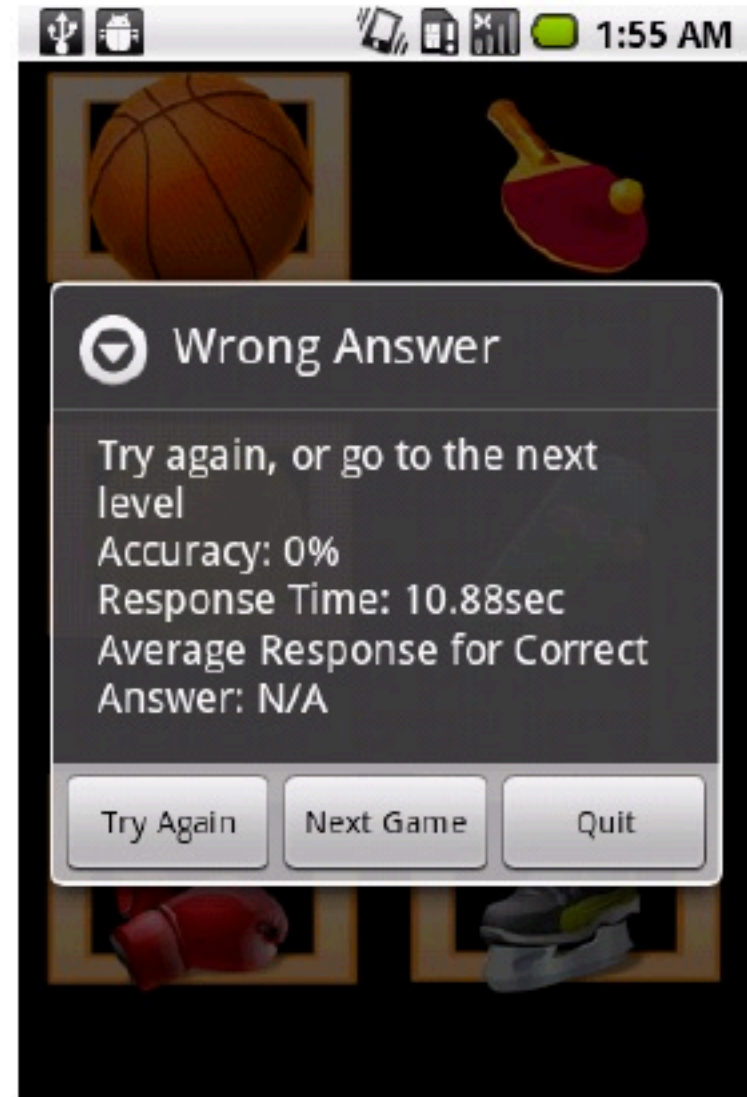 1:55 AM
Wrong Answer
Try again, or go to the next
level
Accuracy: 0%
Response Time: 10.88sec
Average Response for Correct
Answer: N/A
Try Again Next Game Quit